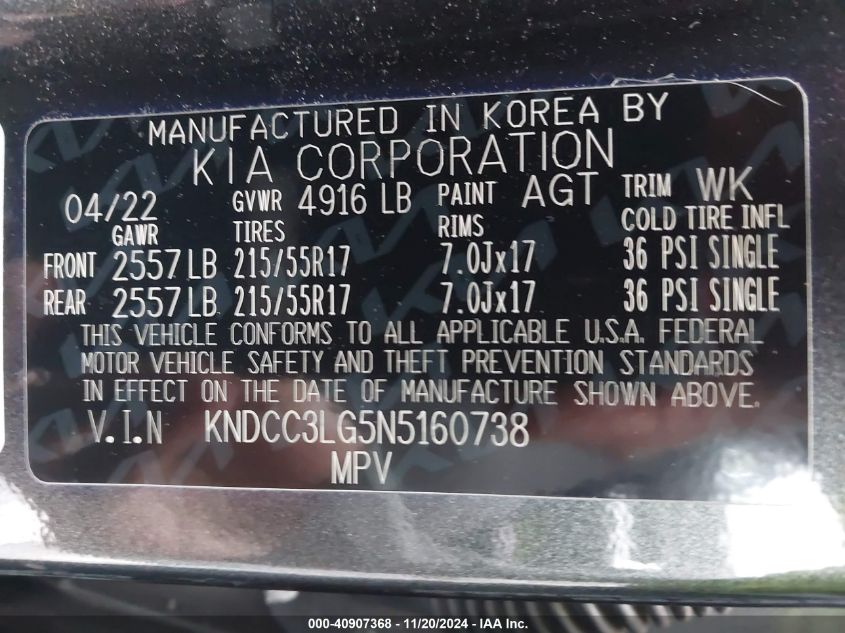 MANUFACTURED IN KOREA BY
KIA CORPORATION
04/22 GVWR 4916 LB PAINT AGT TRIM WK
GAWR TIRES RIMS COLD TIRE INFL
FRONT 2557 LB 215/55R17 7.0Jx17 36 PSI SINGLE
REAR 2557 LB 215/55R17 7.0Jx17 36 PSI SINGLE
THIS VEHICLE CONFORMS TO ALL APPLICABLE U.S.A. FEDERAL
MOTOR VEHICLE SAFETY AND THEFT PREVENTION STANDARDS
IN EFFECT ON THE DATE OF MANUFACTURE SHOWN ABOVE.
V.I.N KNDCC3LG5N5160738
MPV
000-40907368 - 11/20/2024 - IAA Inc.